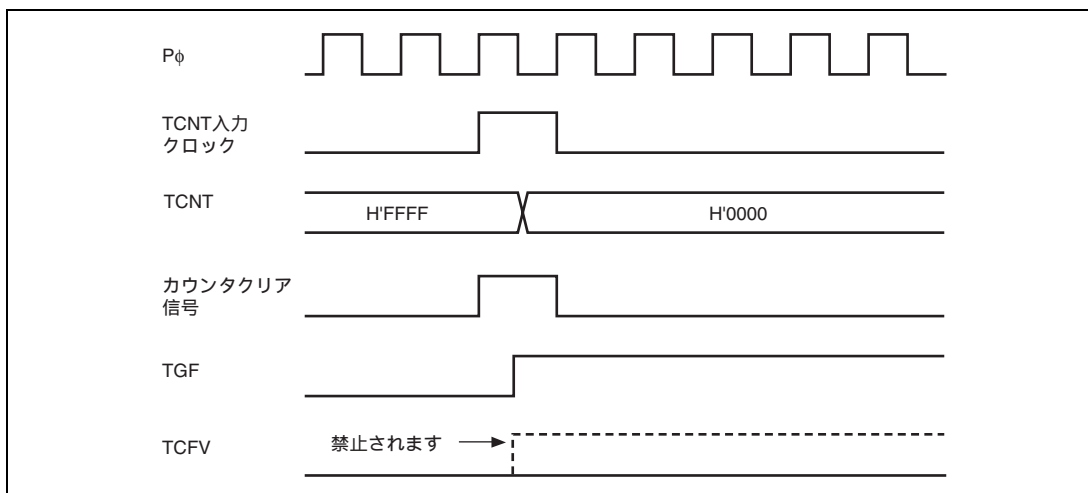 Pφ
TCNT入力
クロック
TCNT
H'FFFF
H'0000
カウンタクリア
信号
TGF
TCFV
禁止されます